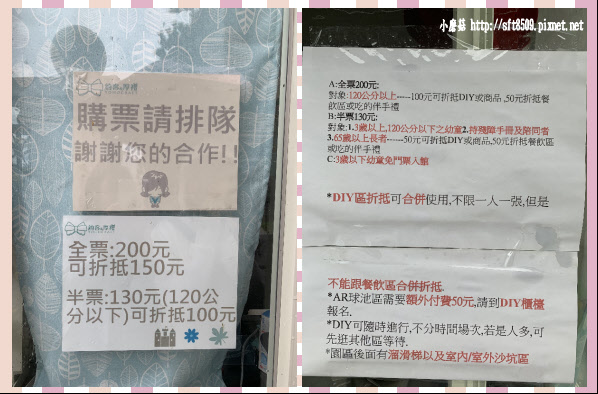 購票請排隊
謝謝您的合作!!
全票:200元
可折抵150元
半票:130元(120公
分以下)可折抵100元
小蘑菇 http://sft8509.pixnet.net
A:全票200元:
對象:120公分以上-----100元可折抵DIY或商品,50元折抵餐
飲區或吃的伴手禮
B:半票130元:
對象:1.3歲以上,120公分以下之幼童2.持殘障手冊及陪同者
3.65歲以上長者------50元可折抵DIY或商品,50元折抵餐飲區
或吃的伴手禮
C:3歲以下幼童免門票入館
*DIY區折抵可合併使用,不限一人一張,但是
不能跟餐飲區合併折抵.
*AR球池區需要額外付費50元,請到DIY櫃檯
報名.
*DIY可隨時進行,不分時間場次,若是人多,可
先逛其他區等待.
*園區後面有溜滑梯以及室內/室外沙坑區